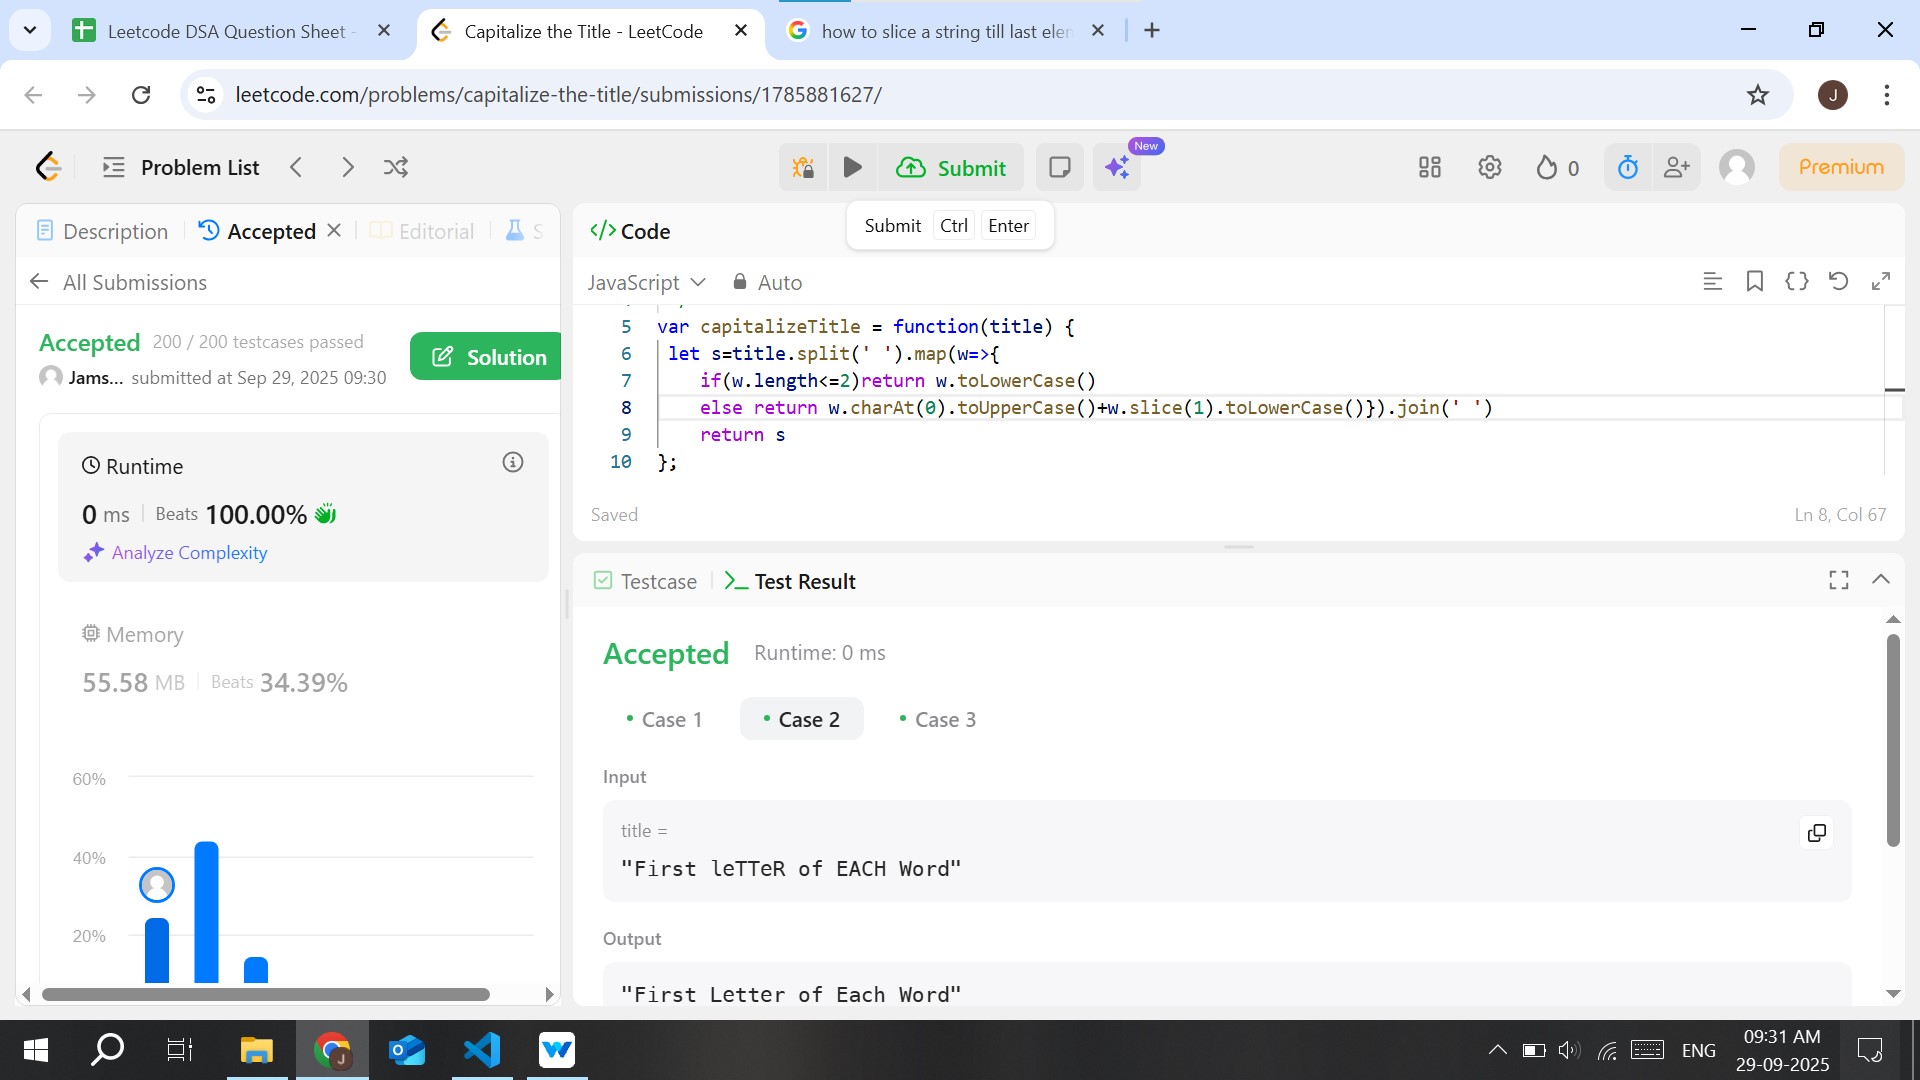 Leetcode DSA Question Sheet -
Capitalize the Title - LeetCode
how to slice a string till last eler
leetcode.com/problems/capitalize-the-title/submissions/1785881627/
J
Problem List
Submit
New
0
Premium
Description
Accepted
Editorial
S
Code
Submit Ctrl Enter
All Submissions
JavaScript
Auto
Accepted 200 / 200 testcases passed
Jams... submitted at Sep 29, 2025 09:30
Solution
Runtime
0 ms Beats 100.00%
Analyze Complexity
Memory
55.58 MB Beats 34.39%
60%
40%
20%
5 var capitalizeTitle = function(title) {
6 let s=title.split(' ').map(w=>{
7 if(w.length<=2)return w.toLowerCase()
8 else return w.charAt(0).toUpperCase()+w.slice(1).toLowerCase()}).join(' ')
9 return s
10 };
Saved
Ln 8, Col 67
Testcase
Test Result
Accepted Runtime: 0 ms
Case 1
Case 2
Case 3
Input
title =
"First leTTeR of EACH Word"
Output
"First Letter of Each Word"
J
W
ENG
09:31 AM
29-09-2025